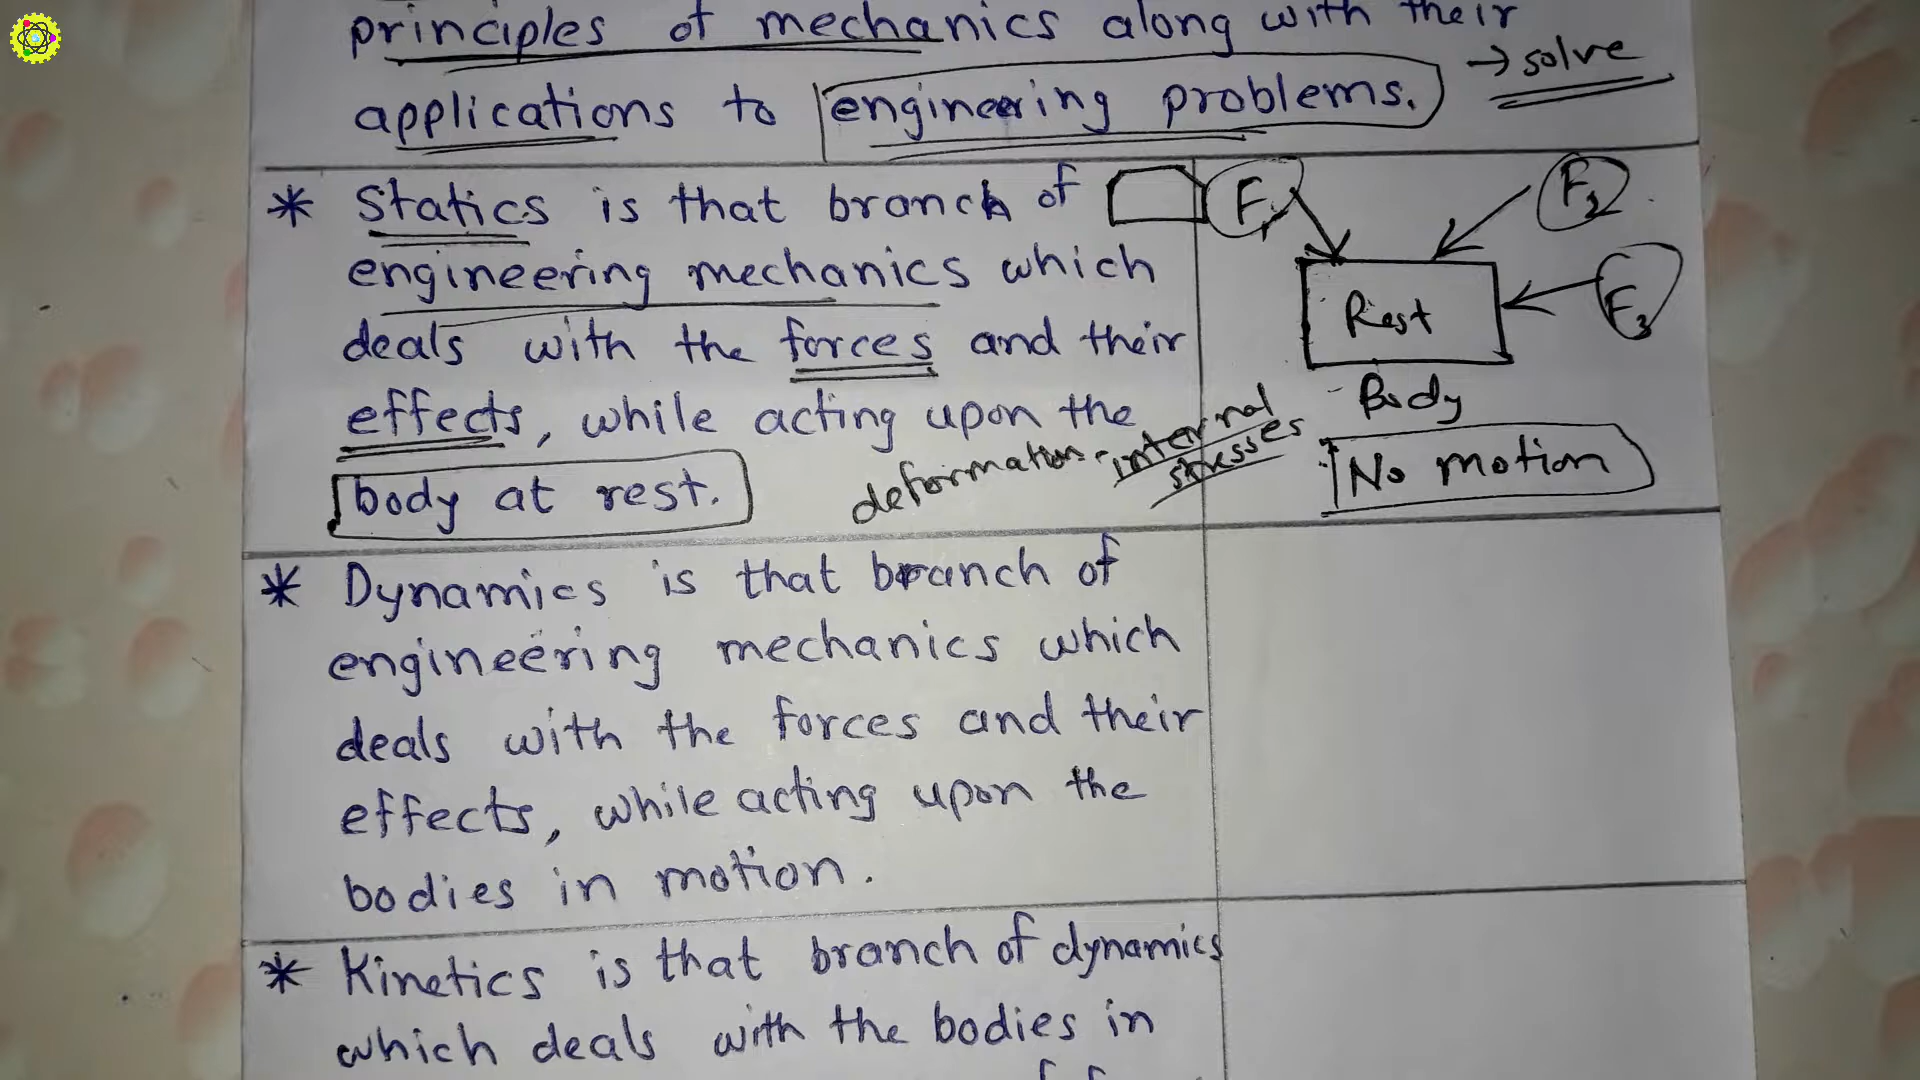 principles of mechanics along with their
applications to engineering problems. → solve
* Statics is that branch of
engineering mechanics which
deals with the forces and their
effects, while acting upon the
body at rest.
deformation - internal
stresses
F1
F2
F3
Rest
Body
No motion
* Dynamics is that branch of
engineering mechanics which
deals with the forces and their
effects, while acting upon the
bodies in motion.
* Kinetics is that branch of dynamics
which deals with the bodies in